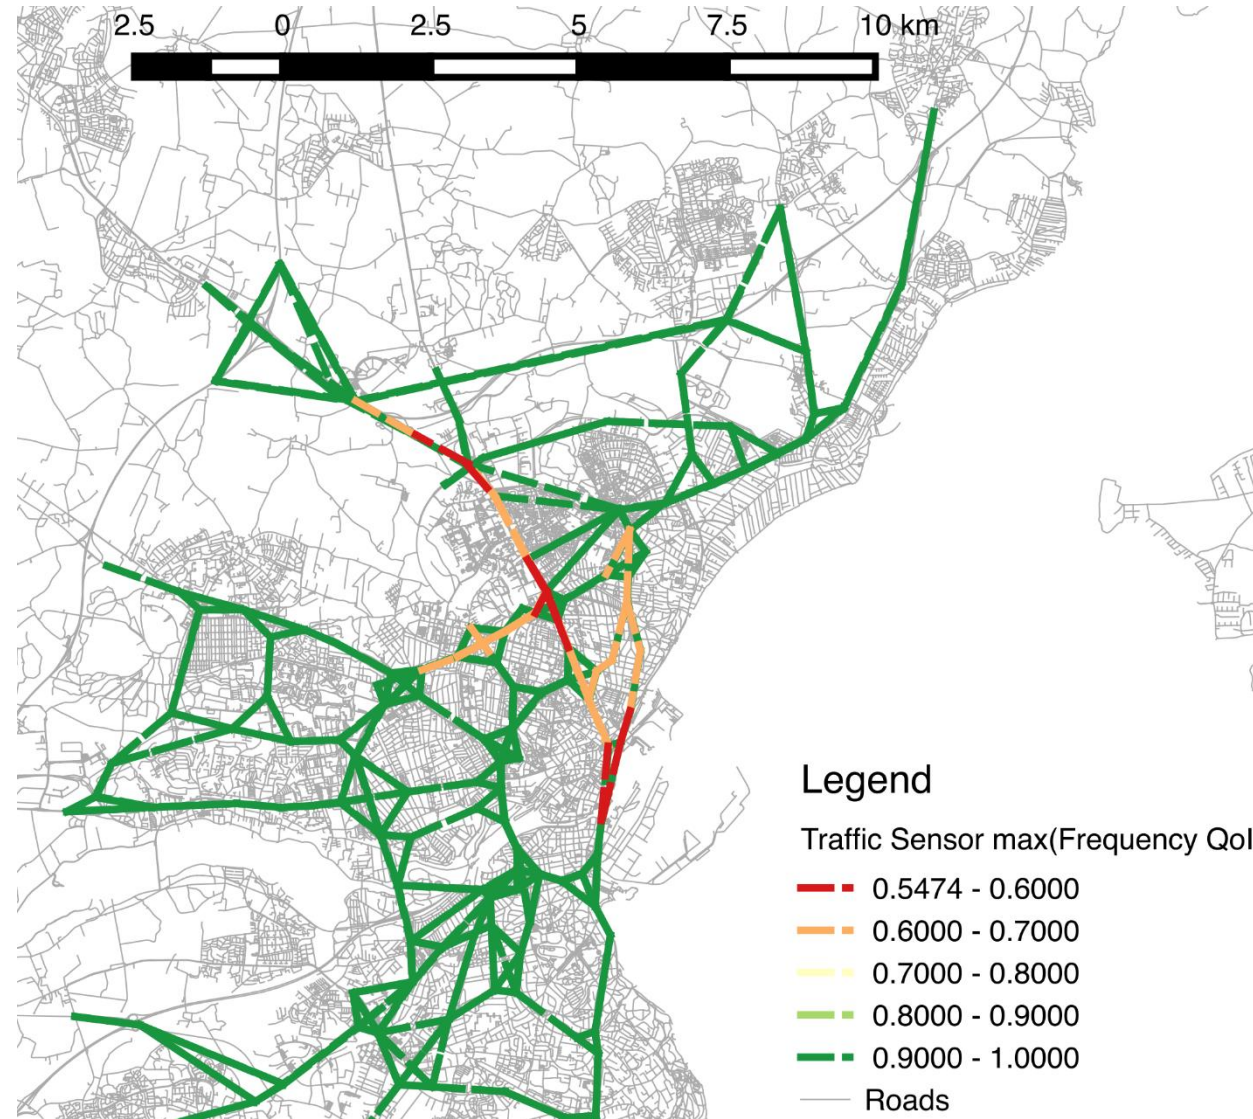 2.5 0 2.5 5 7.5 10 km
Legend
Traffic Sensor max(Frequency QoI
0.5474 - 0.6000
0.6000 - 0.7000
0.7000 - 0.8000
0.8000 - 0.9000
0.9000 - 1.0000
Roads